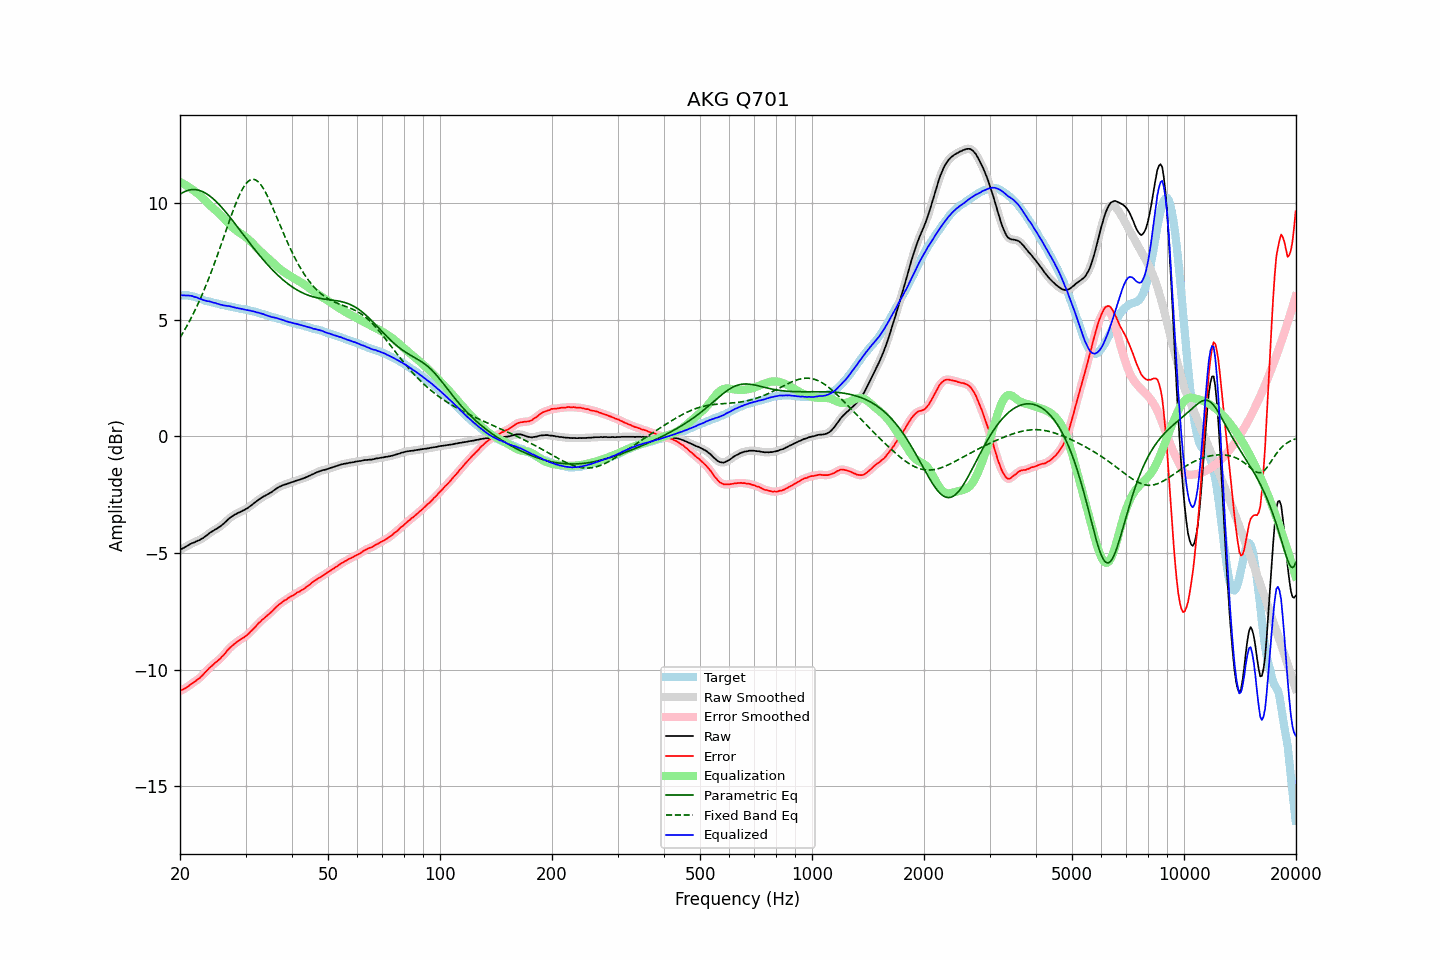 AKG Q701
Amplitude (dBr)
10
5
0
−5
−10
−15
Target
Raw Smoothed
Error Smoothed
Raw
Error
Equalization
Parametric Eq
Fixed Band Eq
Equalized
20 50 100 200 500 1000 2000 5000 10000 20000
Frequency (Hz)